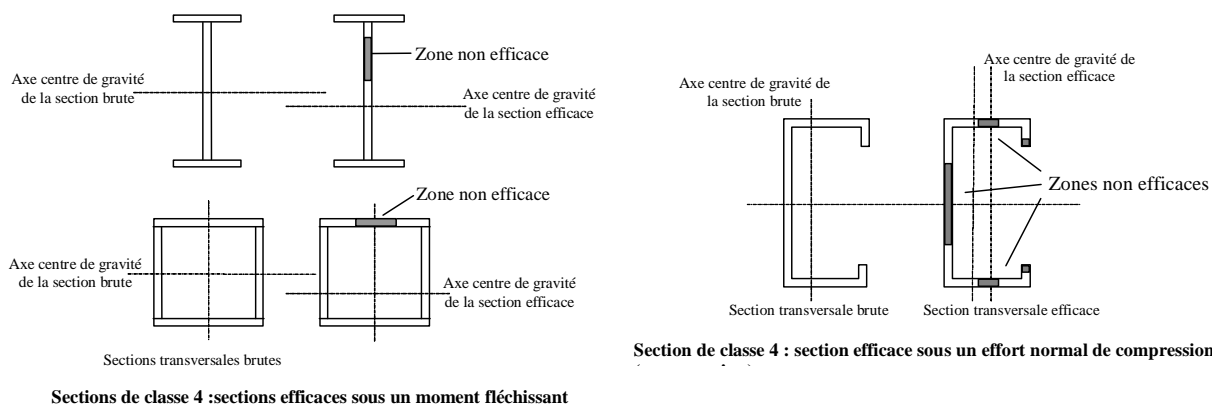 Zone non efficace
Axe centre de gravité
de la section brute
Axe centre de gravité
de la section efficace
Zone non efficace
Axe centre de gravité
de la section brute
Axe centre de gravité
de la section efficace
Sections transversales brutes
Sections de classe 4 :sections efficaces sous un moment fléchissant
Axe centre de gravité de
la section efficace
Axe centre de gravité de
la section brute
Zones non efficaces
Section transversale brute
Section transversale efficace
Section de classe 4 : section efficace sous un effort normal de compression